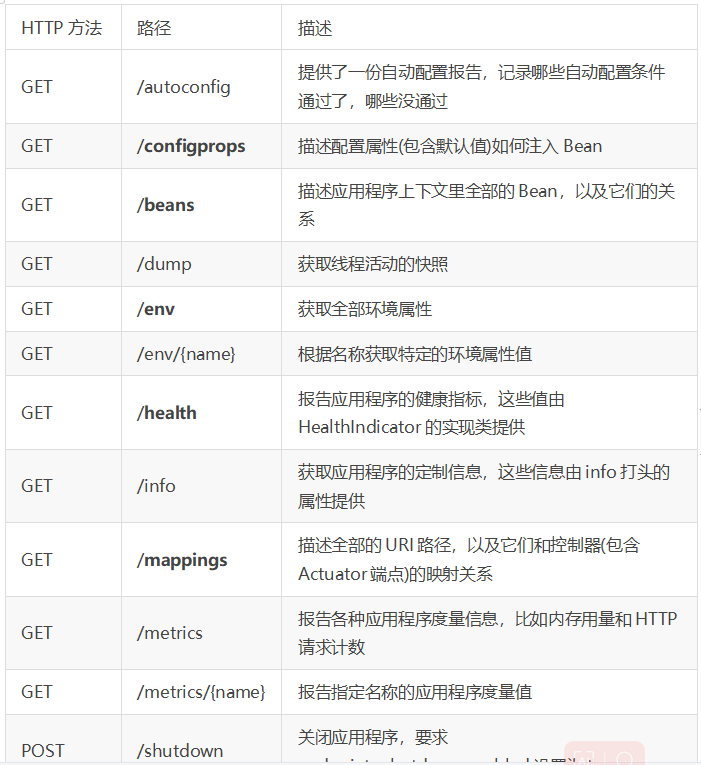 HTTP 方法 路径 描述
GET /autoconfig 提供了一份自动配置报告，记录哪些自动配置条件
通过了，哪些没通过
GET /configprops 描述配置属性(包含默认值)如何注入 Bean
GET /beans 描述应用程序上下文里全部的 Bean，以及它们的关
系
GET /dump 获取线程活动的快照
GET /env 获取全部环境属性
GET /env/{name} 根据名称获取特定的环境属性值
GET /health 报告应用程序的健康指标，这些值由
HealthIndicator 的实现类提供
GET /info 获取应用程序的定制信息，这些信息由 info 打头的
属性提供
GET /mappings 描述全部的 URI 路径，以及它们和控制器(包含
Actuator 端点)的映射关系
GET /metrics 报告各种应用程序度量信息，比如内存用量和 HTTP
请求计数
GET /metrics/{name} 报告指定名称的应用程序度量值
POST /shutdown 关闭应用程序，要求